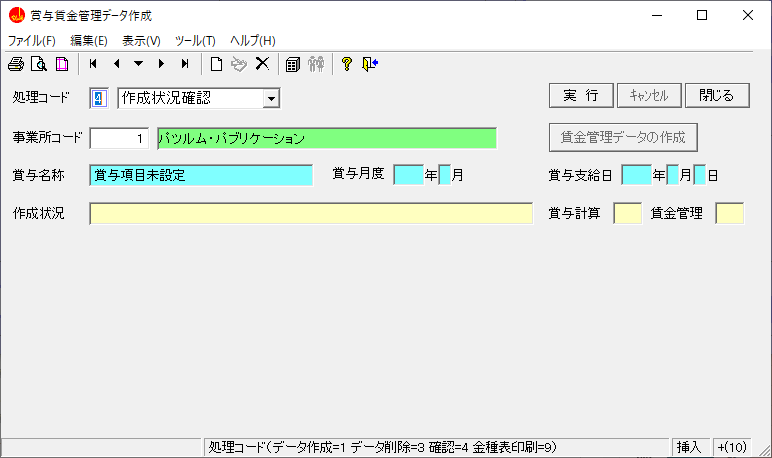 賞与賃金管理データ作成
ファイル(F) 編集(E) 表示(V) ツール(T) ヘルプ(H)
処理コード 4 作成状況確認 実 行 ｷｬﾝｾﾙ 閉じる
事業所コード 1 パツルム・パブリケーション 賃金管理データの作成
賞与名称 賞与項目未設定 賞与月度 年 月 賞与支給日 年 月 日
作成状況 賞与計算 賃金管理
処理コード(データ作成=1 データ削除=3 確認=4 金種表印刷=9) 挿入 +(10)